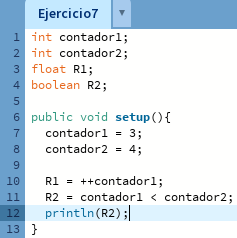 Ejercicio7 ▼
1 int contador1;
2 int contador2;
3 float R1;
4 boolean R2;
5
6 public void setup(){
7 contador1 = 3;
8 contador2 = 4;
9
10 R1 = ++contador1;
11 R2 = contador1 < contador2;
12 println(R2);
13 }